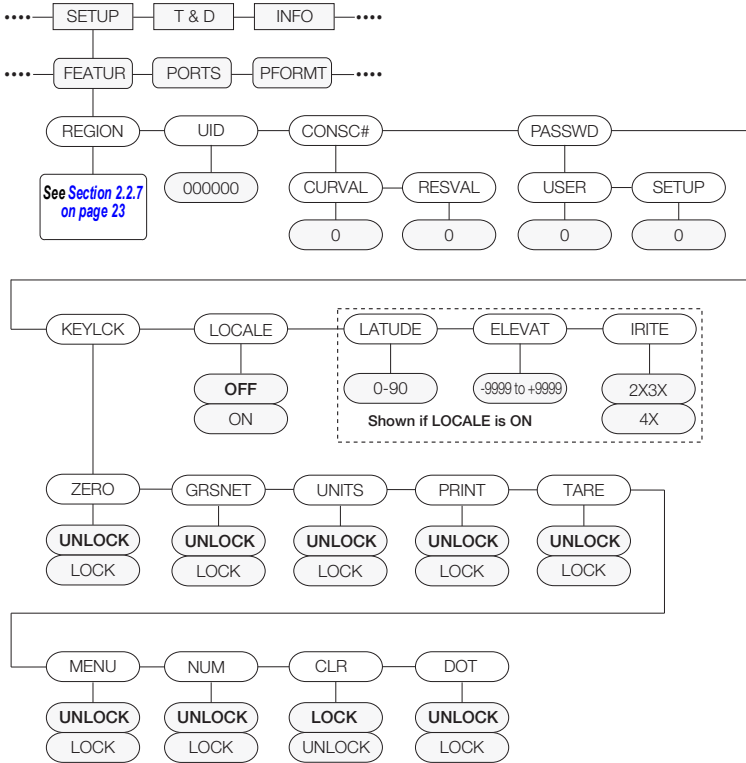 SETUP T & D INFO
FEATUR PORTS PFORMT
REGION UID CONSC# PASSWD
See Section 2.2.7
on page 23
000000 CURVAL RESVAL USER SETUP
0 0 0 0
KEYLCK LOCALE LATUDE ELEVAT IRITE
OFF 0-90 -9999 to +9999 2X3X
ON Shown if LOCALE is ON 4X
ZERO GRSNET UNITS PRINT TARE
UNLOCK UNLOCK UNLOCK UNLOCK UNLOCK
LOCK LOCK LOCK LOCK LOCK
MENU NUM CLR DOT
UNLOCK UNLOCK LOCK UNLOCK
LOCK LOCK UNLOCK LOCK